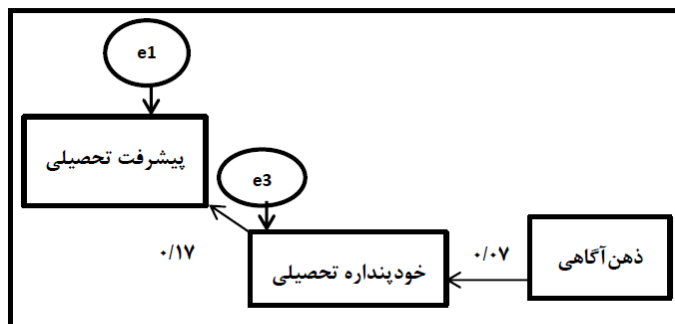 e1
پیشرفت تحصیلی
e3
۰/۱۷
خودپنداره تحصیلی
۰/۰۷
ذهن‌آگاهی